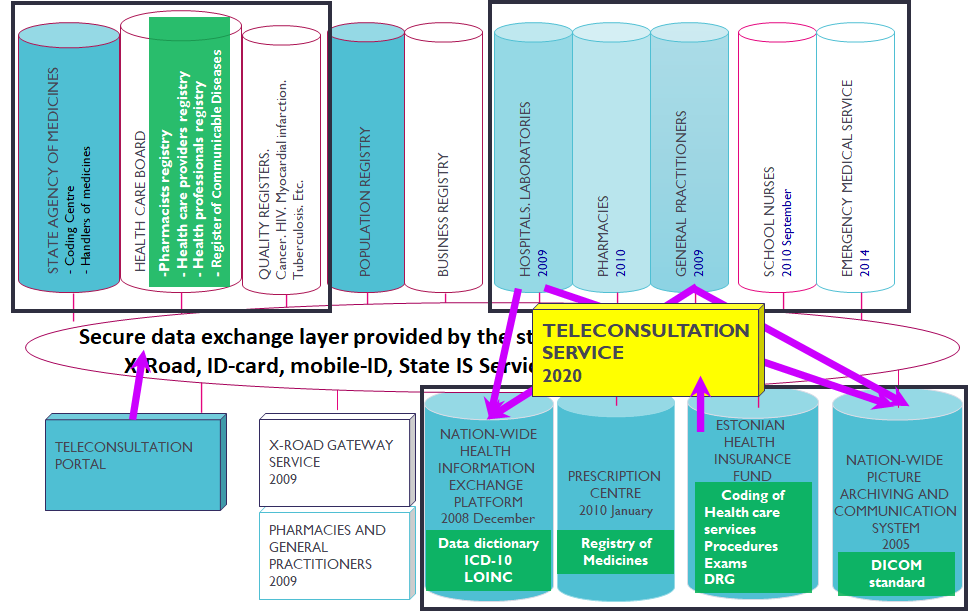 STATE AGENCY OF MEDICINES
- Coding Centre
- Handlers of medicines
HEALTH CARE BOARD
-Pharmacists registry
- Health care providers registry
- Health professionals registry
- Register of Communicable Diseases
QUALITY REGISTERS.
Cancer. HIV. Myocardial infarction.
Tuberculosis. Etc.
POPULATION REGISTRY
BUSINESS REGISTRY
HOSPITALS. LABORATORIES
2009
PHARMACIES
2010
GENERAL PRACTITIONERS
2009
SCHOOL NURSES
2010 September
EMERGENCY MEDICAL SERVICE
2014
Secure data exchange layer provided by the st
X-Road, ID-card, mobile-ID, State IS Servi
TELECONSULTATION
SERVICE
2020
TELECONSULTATION
PORTAL
X-ROAD GATEWAY
SERVICE
2009
PHARMACIES AND
GENERAL
PRACTITIONERS
2009
NATION-WIDE
HEALTH
INFORMATION
EXCHANGE
PLATFORM
2008 December
Data dictionary
ICD-10
LOINC
PRESCRIPTION
CENTRE
2010 January
Registry of
Medicines
ESTONIAN
HEALTH
INSURANCE
FUND
Coding of
Health care
services
Procedures
Exams
DRG
NATION-WIDE
PICTURE
ARCHIVING AND
COMMUNICATION
SYSTEM
2005
DICOM
standard